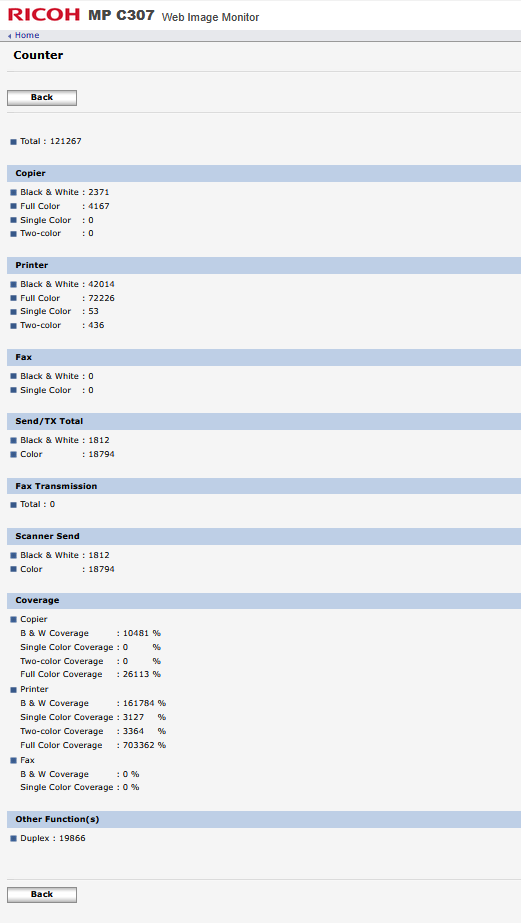 RICOH MP C307 Web Image Monitor
Home
Counter
Back
Total : 121267
Copier
Black & White : 2371
Full Color : 4167
Single Color : 0
Two-color : 0
Printer
Black & White : 42014
Full Color : 72226
Single Color : 53
Two-color : 436
Fax
Black & White : 0
Single Color : 0
Send/TX Total
Black & White : 1812
Color : 18794
Fax Transmission
Total : 0
Scanner Send
Black & White : 1812
Color : 18794
Coverage
Copier
B & W Coverage : 10481 %
Single Color Coverage : 0 %
Two-color Coverage : 0 %
Full Color Coverage : 26113 %
Printer
B & W Coverage : 161784 %
Single Color Coverage : 3127 %
Two-color Coverage : 3364 %
Full Color Coverage : 703362 %
Fax
B & W Coverage : 0 %
Single Color Coverage : 0 %
Other Function(s)
Duplex : 19866
Back